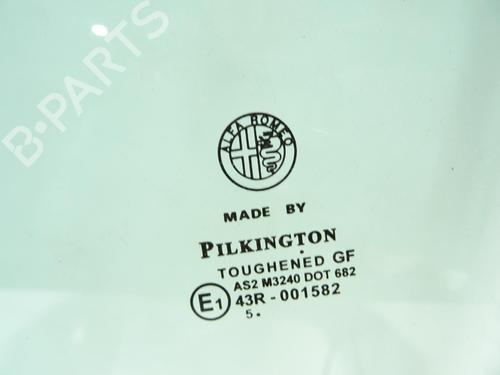 B-PARTS
ALFA ROMEO
MADE BY
PILKINGTON
TOUGHENED GF
AS2 M3240 DOT 682
E1 43R - 001582
5.